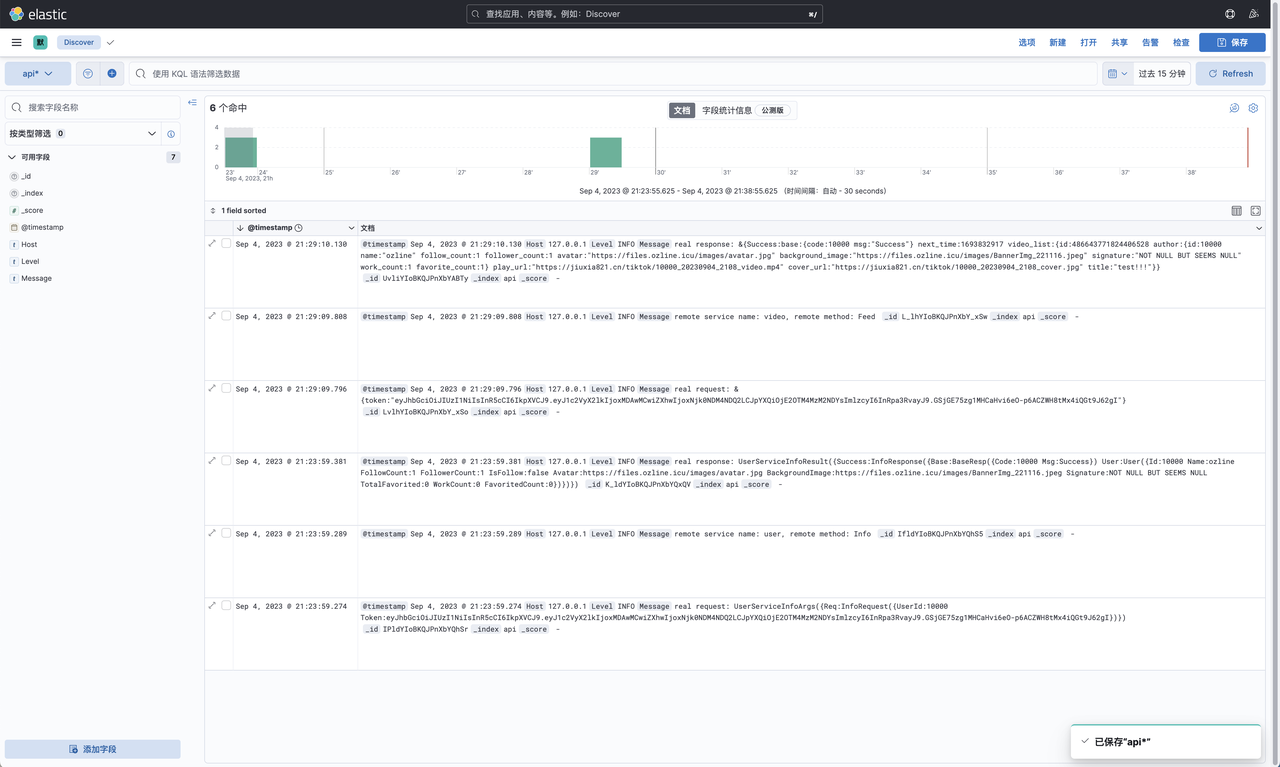 elastic
查找应用、内容等。例如：Discover
⌘/
默
Discover
选项
新建
打开
共享
告警
检查
保存
api*
使用 KQL 语法筛选数据
过去 15 分钟
Refresh
搜索字段名称
按类型筛选 0
可用字段 7
_id
_index
_score
@timestamp
Host
Level
Message
添加字段
6 个命中
文档
字段统计信息
公测版
4
2
0
23' 24' 25' 26' 27' 28' 29' 30' 31' 32' 33' 34' 35' 36' 37' 38'
Sep 4, 2023, 21h
Sep 4, 2023 @ 21:23:55.625 - Sep 4, 2023 @ 21:38:55.625 （时间间隔：自动 - 30 seconds）
1 field sorted
@timestamp 文档
Sep 4, 2023 @ 21:29:10.130 @timestamp Sep 4, 2023 @ 21:29:10.130 Host 127.0.0.1 Level INFO Message real response: &{Success:base:{code:10000 msg:"Success"} next_time:1693832917 video_list:{id:486643771824406528 author:{id:10000
name:"ozline" follow_count:1 follower_count:1 avatar:"https://files.ozline.icu/images/avatar.jpg" background_image:"https://files.ozline.icu/images/BannerImg_221116.jpeg" signature:"NOT NULL BUT SEEMS NULL"
work_count:1 favorite_count:1} play_url:"https://jiuxia821.cn/tiktok/10000_20230904_2108_video.mp4" cover_url:"https://jiuxia821.cn/tiktok/10000_20230904_2108_cover.jpg" title:"test!!!"}}
_id UvliYIoBKQJPnXbYABTy _index api _score -
Sep 4, 2023 @ 21:29:09.808 @timestamp Sep 4, 2023 @ 21:29:09.808 Host 127.0.0.1 Level INFO Message remote service name: video, remote method: Feed _id L_lhYIoBKQJPnXbY_xSw _index api _score -
Sep 4, 2023 @ 21:29:09.796 @timestamp Sep 4, 2023 @ 21:29:09.796 Host 127.0.0.1 Level INFO Message real request: &
{token:"eyJhbGciOiJIUzI1NiIsInR5cCI6IkpXVCJ9.eyJ1c2VyX2lkIjoxMDAwMCwiZXhwIjoxNjk0NDM4NDQ2LCJpYXQiOjE2OTM4MzM2NDYsImlzcyI6InRpa3RvayJ9.GSjGE75zg1MHCaHvi6eO-p6ACZWH8tMx4iQGt9J62gI"}
_id LvlhYIoBKQJPnXbY_xSo _index api _score -
Sep 4, 2023 @ 21:23:59.381 @timestamp Sep 4, 2023 @ 21:23:59.381 Host 127.0.0.1 Level INFO Message real response: UserServiceInfoResult({Success:InfoResponse({Base:BaseResp({Code:10000 Msg:Success}) User:User({Id:10000 Name:ozline
FollowCount:1 FollowerCount:1 IsFollow:false Avatar:https://files.ozline.icu/images/avatar.jpg BackgroundImage:https://files.ozline.icu/images/BannerImg_221116.jpeg Signature:NOT NULL BUT SEEMS NULL
TotalFavorited:0 WorkCount:0 FavoritedCount:0})})}) _id K_ldYIoBKQJPnXbYQxQV _index api _score -
Sep 4, 2023 @ 21:23:59.289 @timestamp Sep 4, 2023 @ 21:23:59.289 Host 127.0.0.1 Level INFO Message remote service name: user, remote method: Info _id IfldYIoBKQJPnXbYQhS5 _index api _score -
Sep 4, 2023 @ 21:23:59.274 @timestamp Sep 4, 2023 @ 21:23:59.274 Host 127.0.0.1 Level INFO Message real request: UserServiceInfoArgs({Req:InfoRequest({UserId:10000
Token:eyJhbGciOiJIUzI1NiIsInR5cCI6IkpXVCJ9.eyJ1c2VyX2lkIjoxMDAwMCwiZXhwIjoxNjk0NDM4NDQ2LCJpYXQiOjE2OTM4MzM2NDYsImlzcyI6InRpa3RvayJ9.GSjGE75zg1MHCaHvi6eO-p6ACZWH8tMx4iQGt9J62gI})})
_id IPldYIoBKQJPnXbYQhSr _index api _score -
已保存“api*”